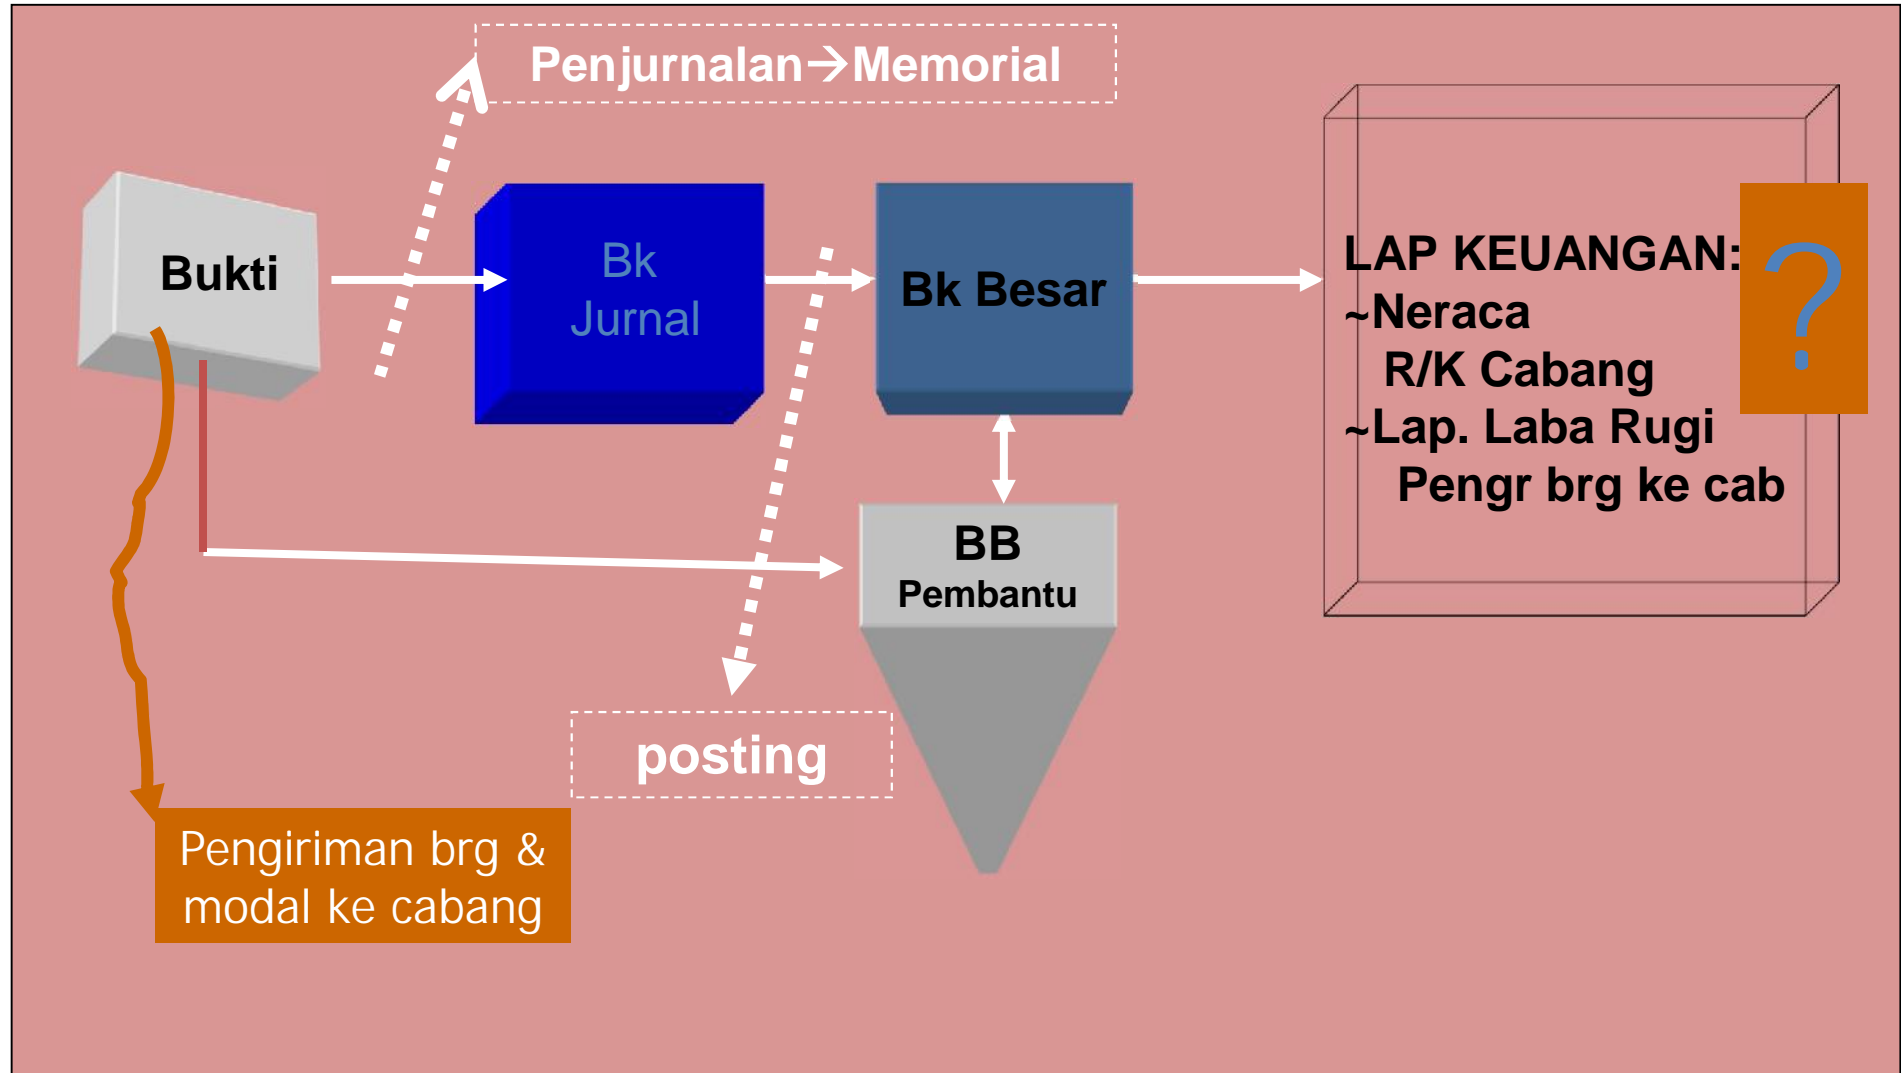 Penjurnalan→Memorial
Bukti
Bk
Jurnal
Bk Besar
LAP KEUANGAN:
~Neraca
R/K Cabang
~Lap. Laba Rugi
Pengr brg ke cab
?
BB
Pembantu
posting
Pengiriman brg &
modal ke cabang